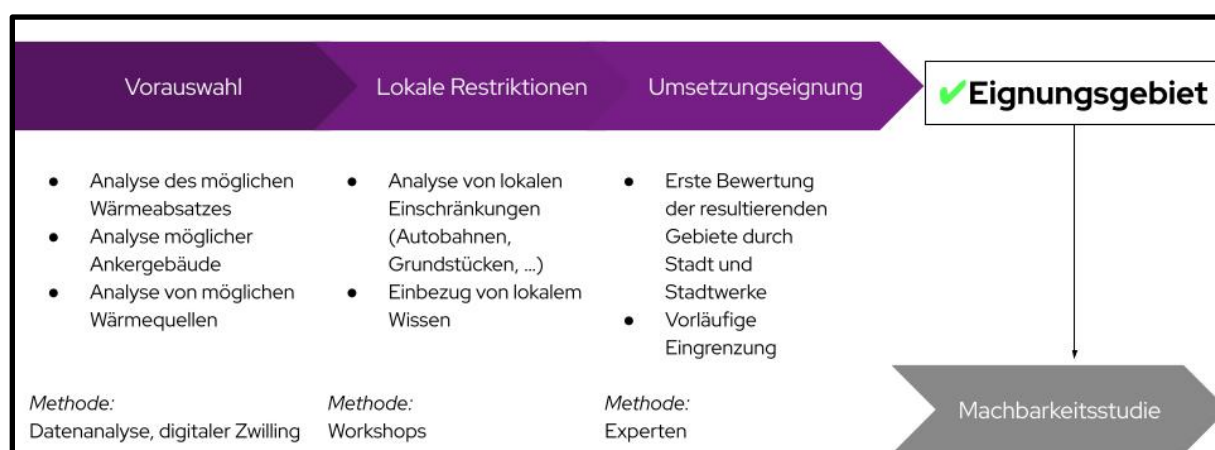 Vorauswahl
Lokale Restriktionen
Umsetzungseignung
✔Eignungsgebiet
● Analyse des möglichen
Wärmeabsatzes
● Analyse möglicher
Ankergebäude
● Analyse von möglichen
Wärmequellen
● Analyse von lokalen
Einschränkungen
(Autobahnen,
Grundstücken, ...)
● Einbezug von lokalem
Wissen
● Erste Bewertung
der resultierenden
Gebiete durch
Stadt und
Stadtwerke
● Vorläufige
Eingrenzung
Methode:
Datenanalyse, digitaler Zwilling
Methode:
Workshops
Methode:
Experten
Machbarkeitsstudie